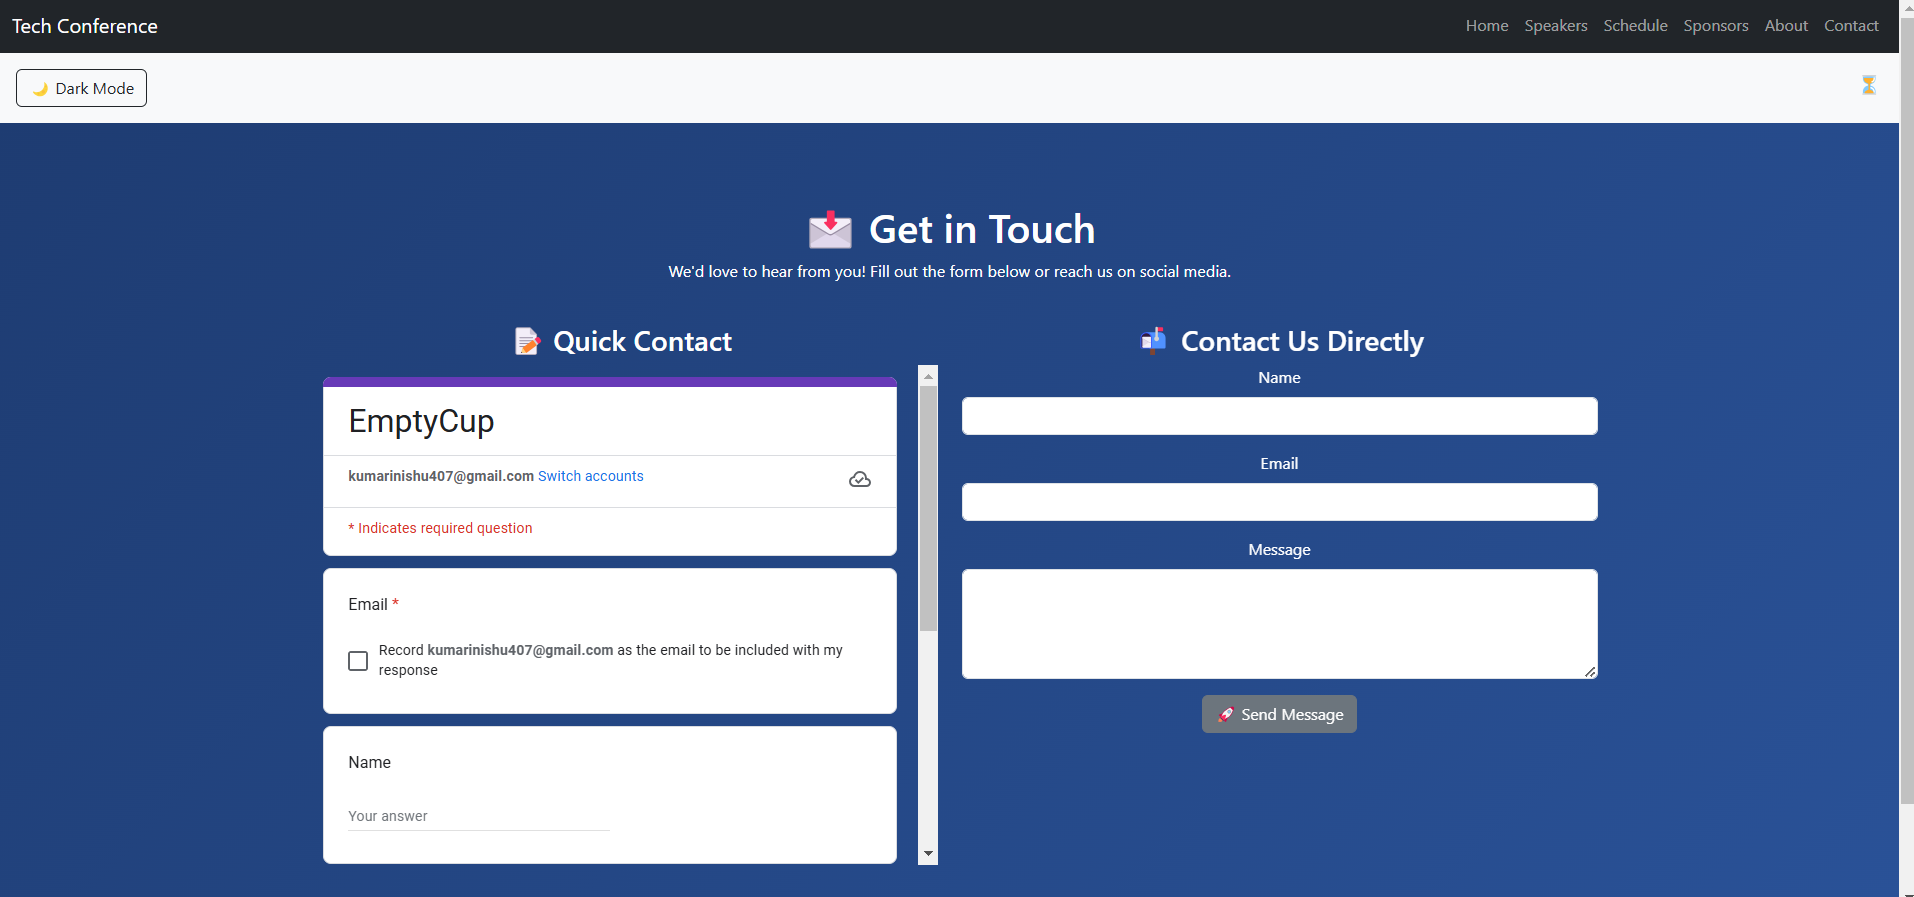 Tech Conference
Home Speakers Schedule Sponsors About Contact
Dark Mode
Get in Touch
We'd love to hear from you! Fill out the form below or reach us on social media.
Quick Contact
EmptyCup
kumarinishu407@gmail.com Switch accounts
* Indicates required question
Email *
Record kumarinishu407@gmail.com as the email to be included with my
response
Name
Your answer
Contact Us Directly
Name
Email
Message
Send Message